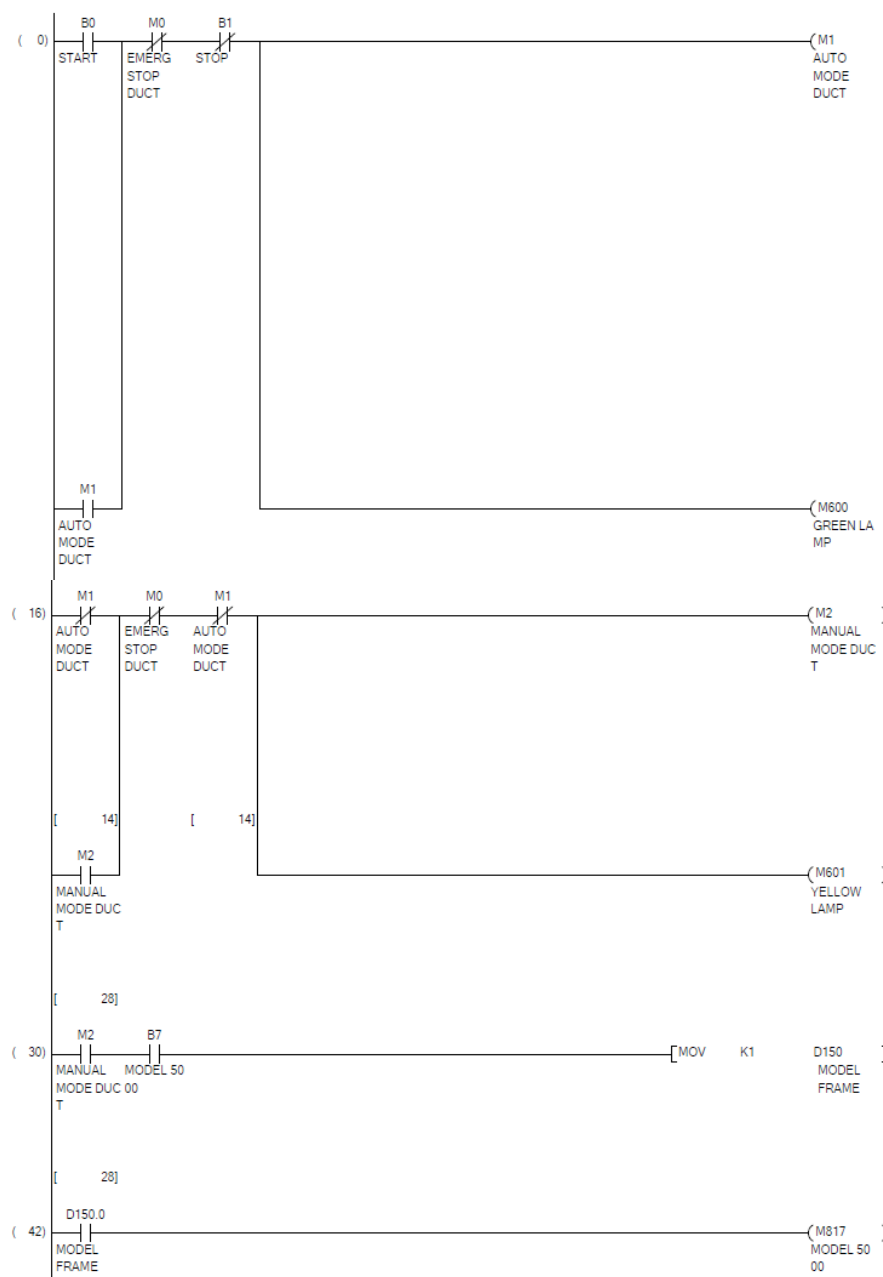 B0 M0 B1
( 0) (M1
START EMERG STOP AUTO
STOP MODE
DUCT DUCT
M1
(M600
AUTO GREEN LA
MODE MP
DUCT
M1 M0 M1
( 16) (M2 )
AUTO EMERG AUTO MANUAL
MODE STOP MODE MODE DUC
DUCT DUCT DUCT T
[ 14] [ 14]
M2
(M601 )
MANUAL YELLOW
MODE DUC LAMP
T
[ 28]
M2 B7
( 30) [MOV K1 D150 ]
MANUAL MODEL 50 MODEL
MODE DUC 00 FRAME
T
[ 28]
D150.0
( 42) (M817 )
MODEL MODEL 50
FRAME 00